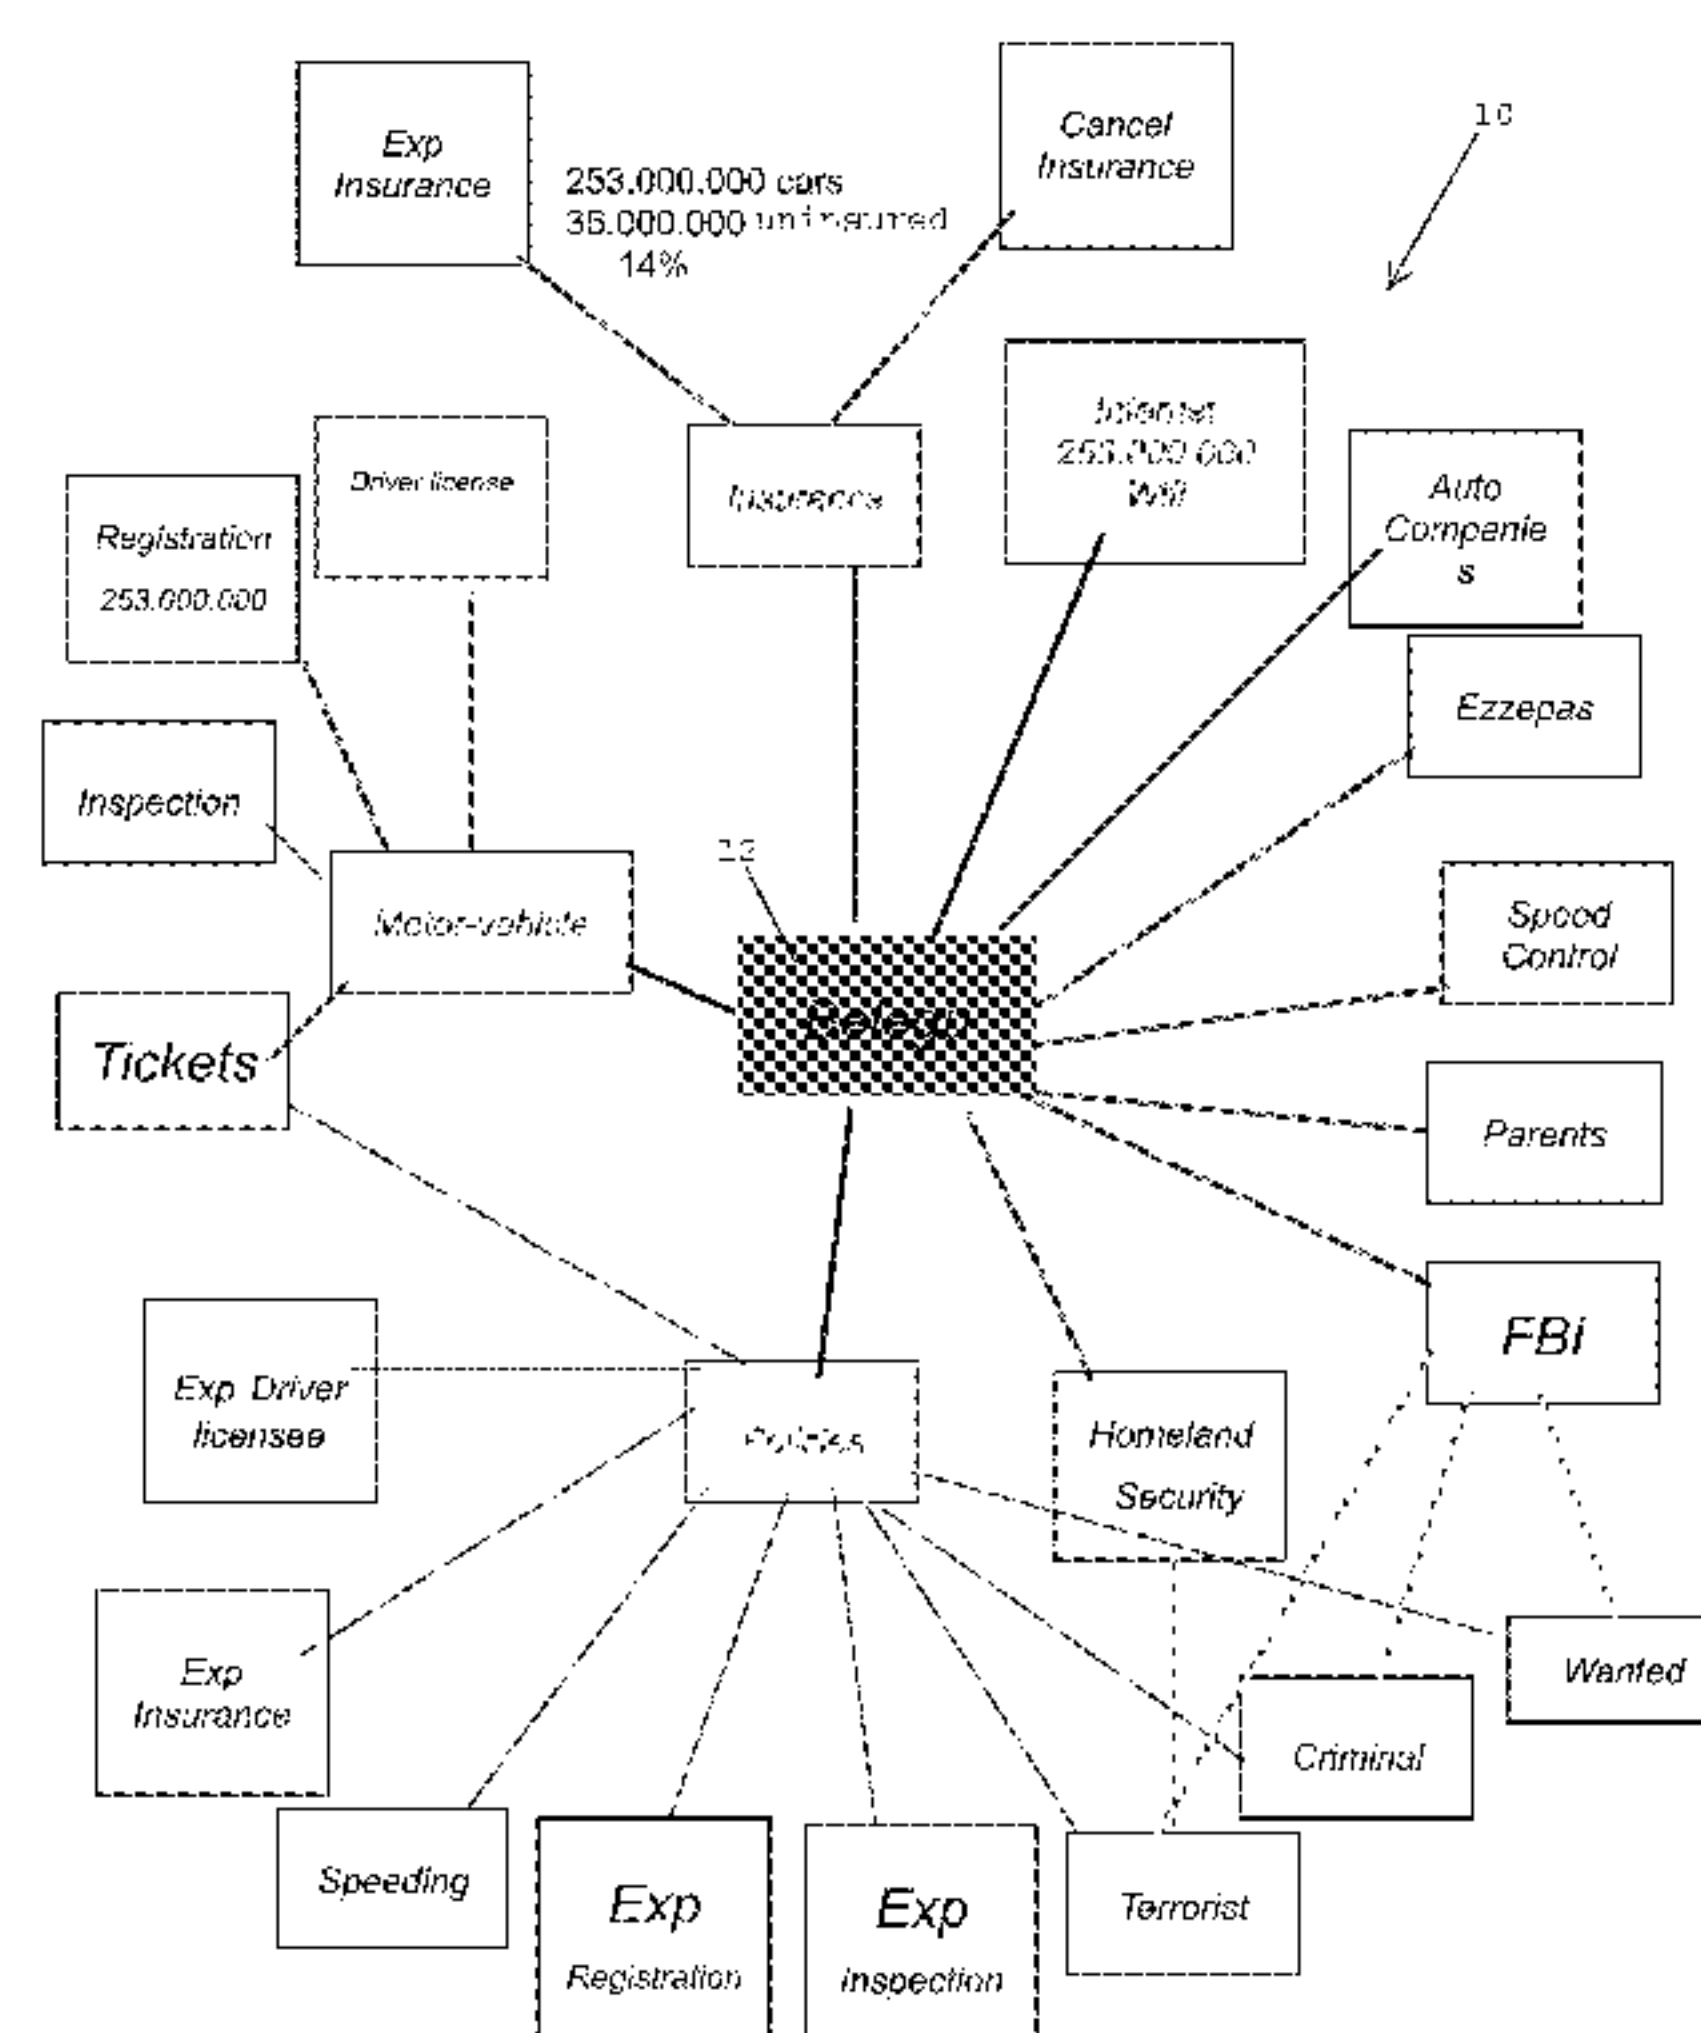 Exp
Insurance
Cancel
Insurance
10
253.000.000 cars
35.000.000 uninsured
14%
Internet
253.000.000
Wifi
Driver license
Insurance
Auto
Companie
s
Registration
253.000.000
Ezzepas
Inspection
12
Motor-vehicle
Speed
Control
Tickets
Parents
FBI
Exp Driver
licensee
Homeland
Security
Exp
Insurance
Wanted
Criminal
Speeding
Exp
Registration
Exp
Inspection
Terrorist